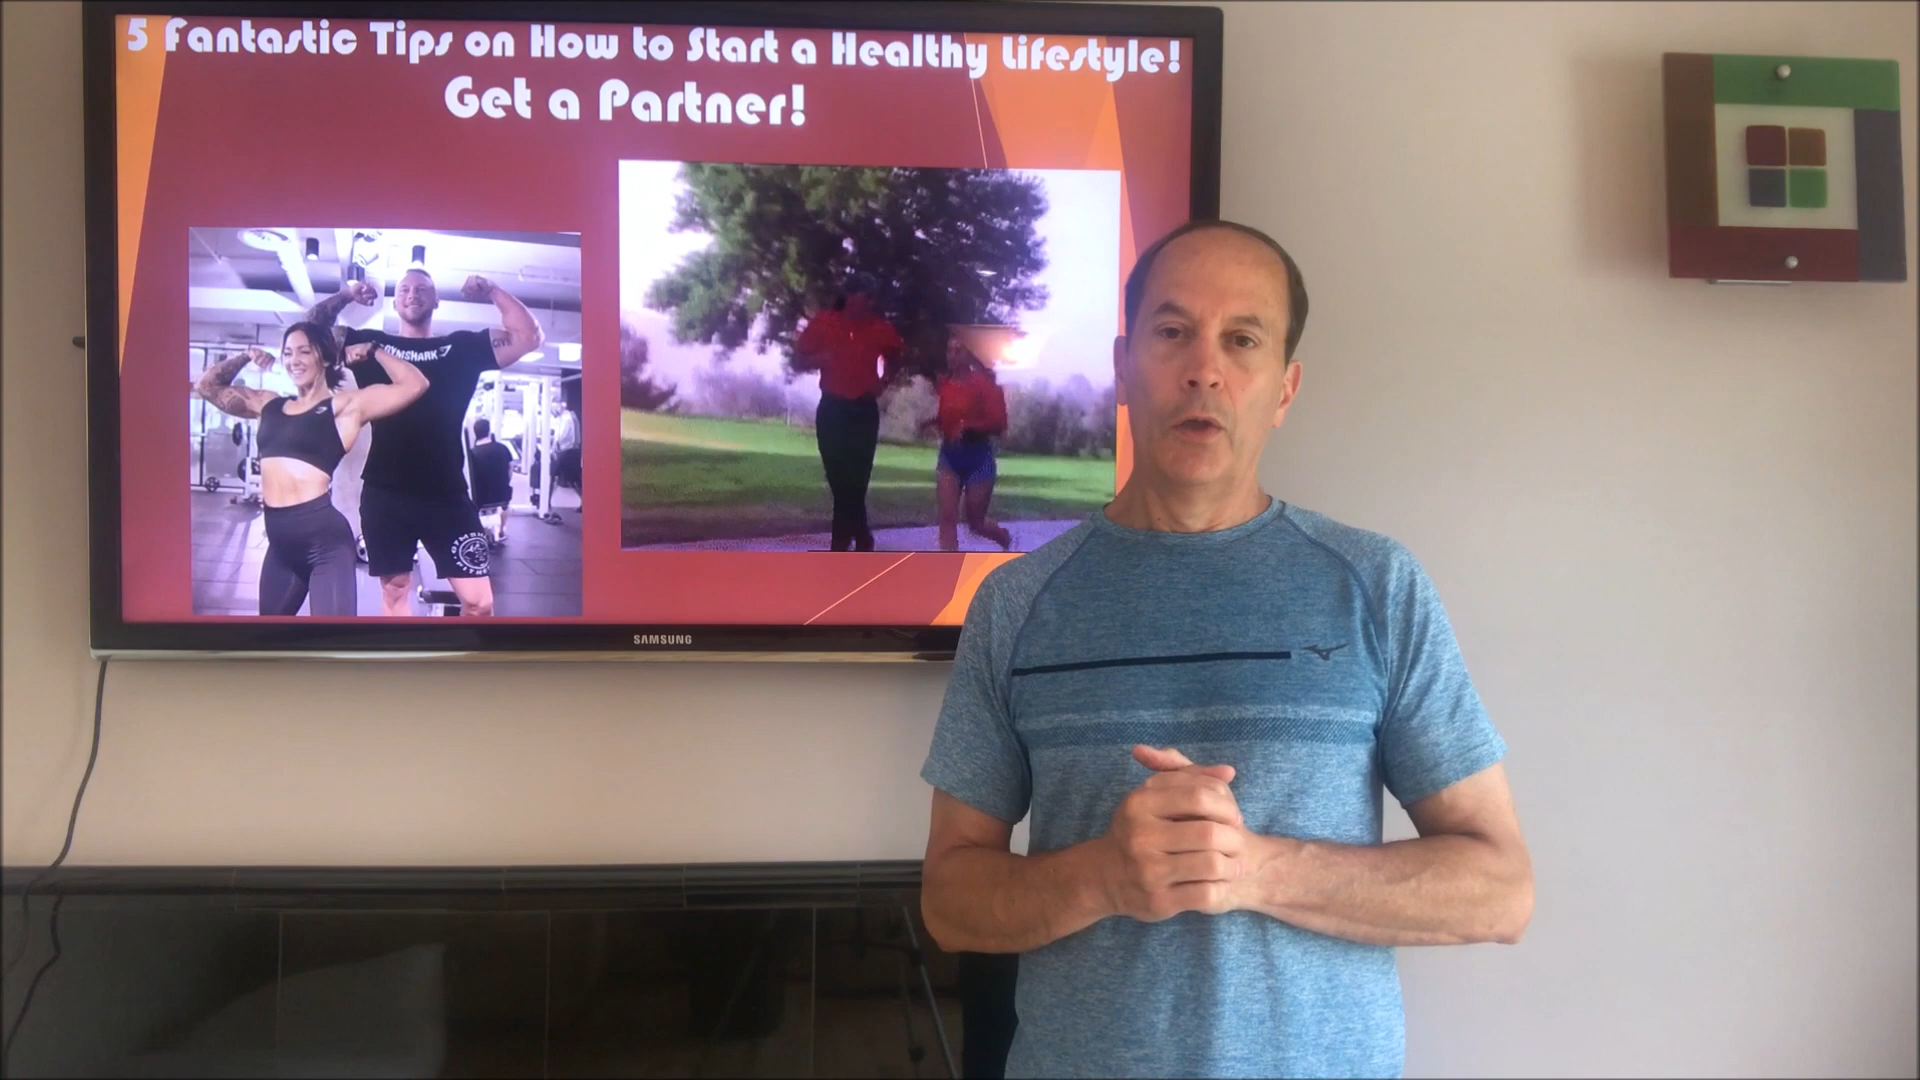 5 Fantastic Tips on How to Start a Healthy Lifestyle!
Get a Partner!
GYMSHARK
SAMSUNG